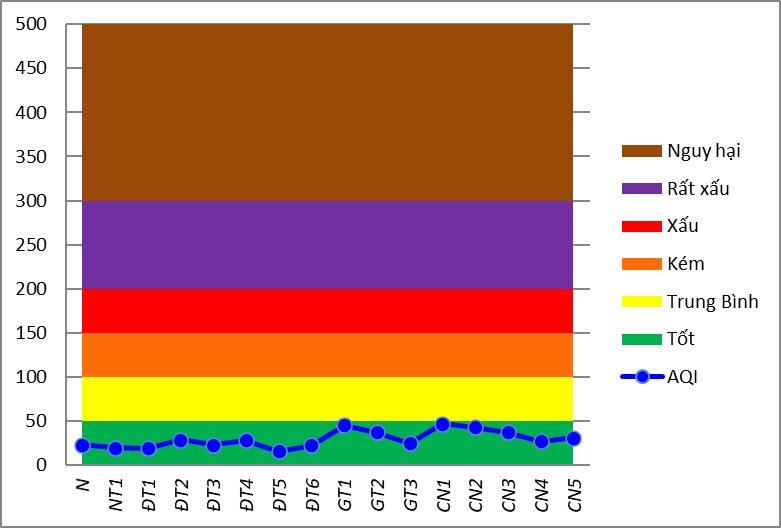 500
450
400
350
300
250
200
150
100
50
0
N
NT1
ĐT1
ĐT2
ĐT3
ĐT4
ĐT5
ĐT6
GT1
GT2
GT3
CN1
CN2
CN3
CN4
CN5
Nguy hại
Rất xấu
Xấu
Kém
Trung Bình
Tốt
AQI